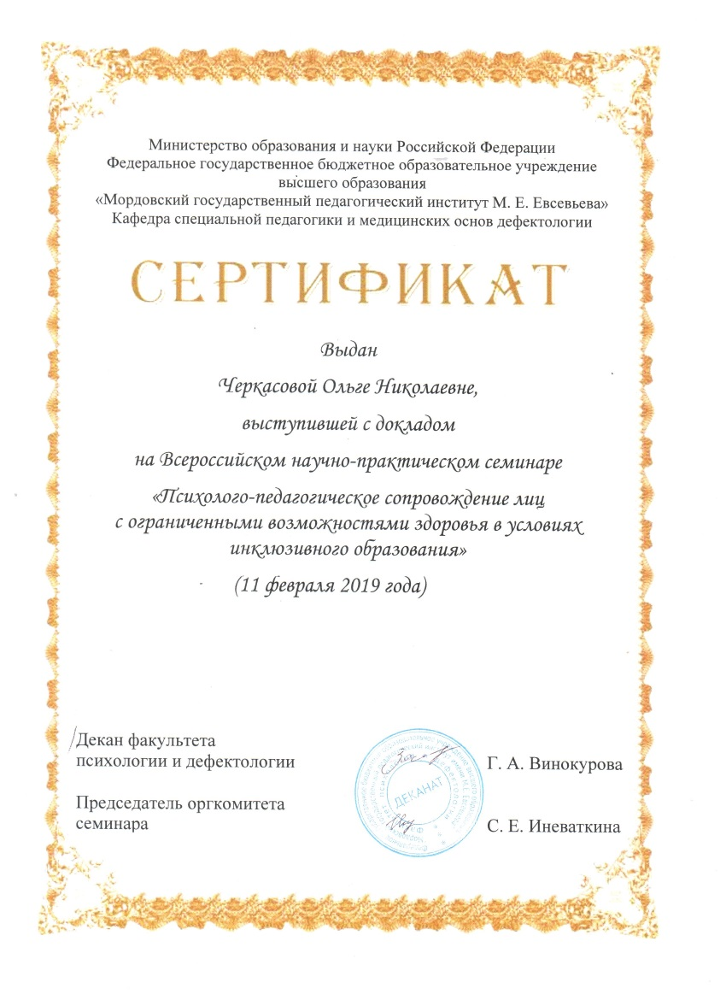 Министерство образования и науки Российской Федерации
Федеральное государственное бюджетное образовательное учреждение
высшего образования
«Мордовский государственный педагогический институт М. Е. Евсевьева»
Кафедра специальной педагогики и медицинских основ дефектологии
СЕРТИФИКАТ
Выдан
Черкасовой Ольге Николаевне,
выступившей с докладом
на Всероссийском научно-практическом семинаре
«Психолого-педагогическое сопровождение лиц
с ограниченными возможностями здоровья в условиях
инклюзивного образования»
(11 февраля 2019 года)
Декан факультета
психологии и дефектологии
Г. А. Винокурова
ДЕКАНАТ
Председатель оргкомитета
семинара
С. Е. Иневаткина